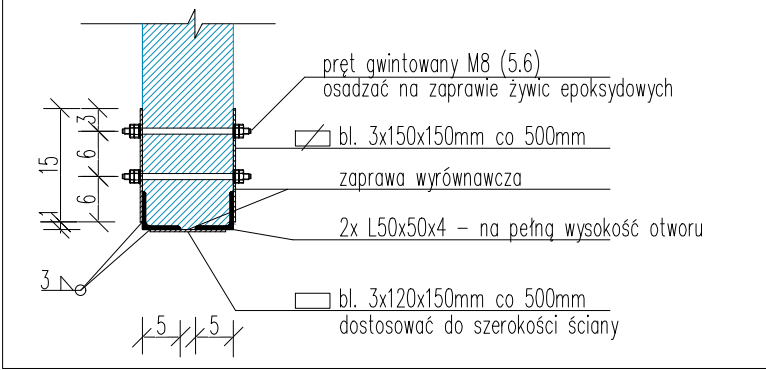 pręt gwintowany M8 (5.6)
osadzać na zaprawie żywic epoksydowych
bl. 3x150x150mm co 500mm
zaprawa wyrównawcza
2x L50x50x4 – na pełną wysokość otworu
bl. 3x120x150mm co 500mm
dostosować do szerokości ściany
15
3
6
6
1
3
5
5